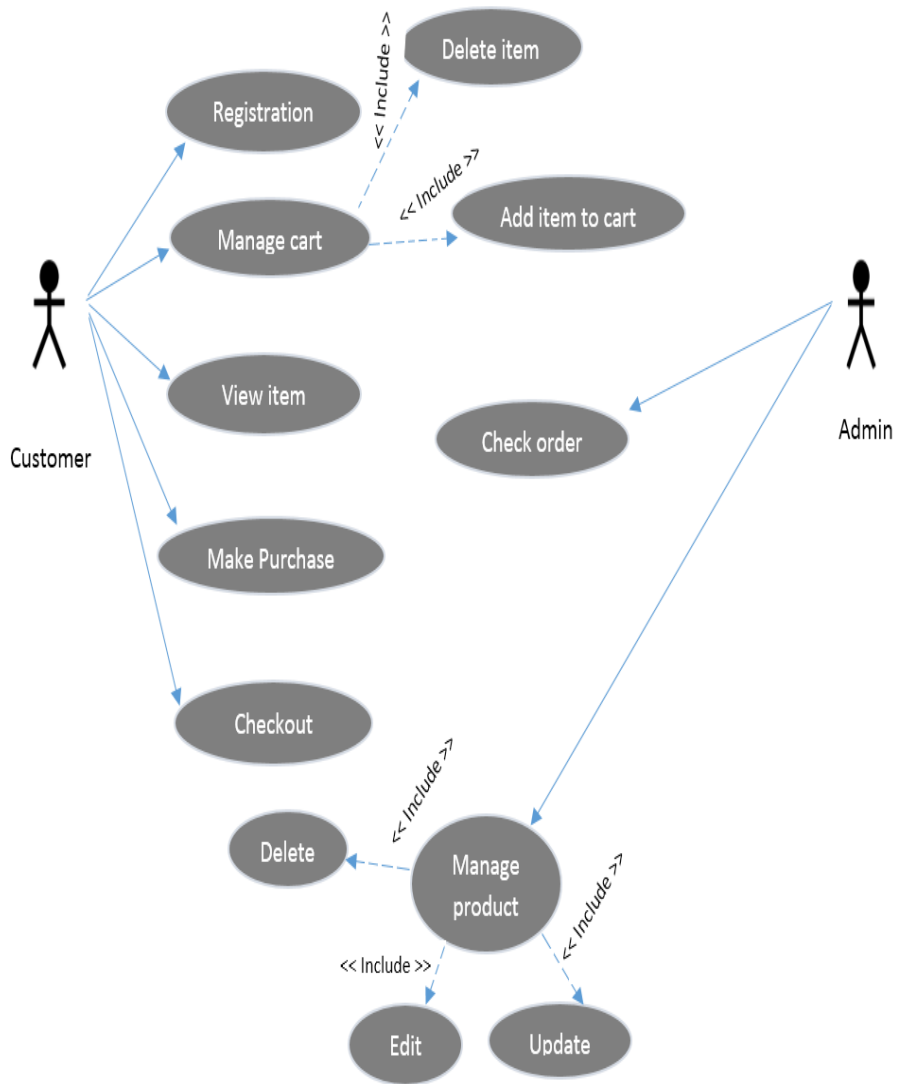 << Include >>
Delete item
Registration
<< Include >>
Add item to cart
Manage cart
View item
Check order
Admin
Customer
Make Purchase
Checkout
<< Include >>
Delete
Manage
product
<< Include >>
<< Include >>
Edit
Update